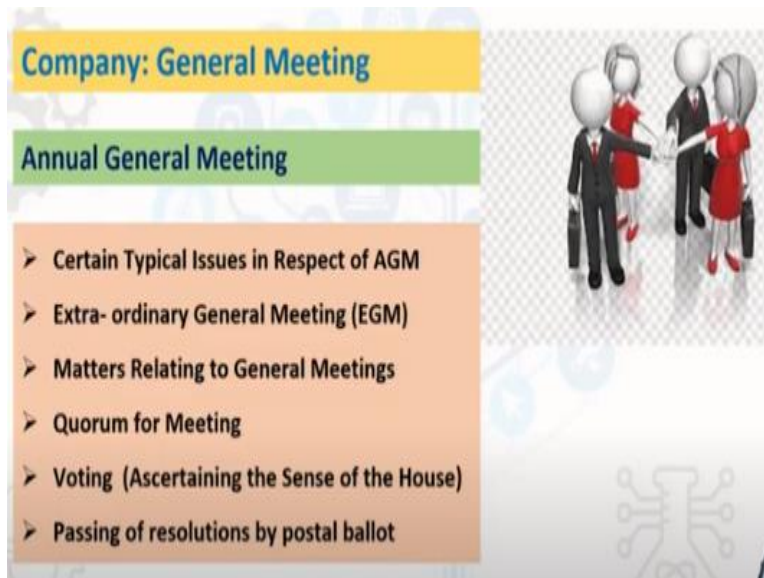 Company: General Meeting
Annual General Meeting
Certain Typical Issues in Respect of AGM
Extra- ordinary General Meeting (EGM)
Matters Relating to General Meetings
Quorum for Meeting
Voting (Ascertaining the Sense of the House)
Passing of resolutions by postal ballot